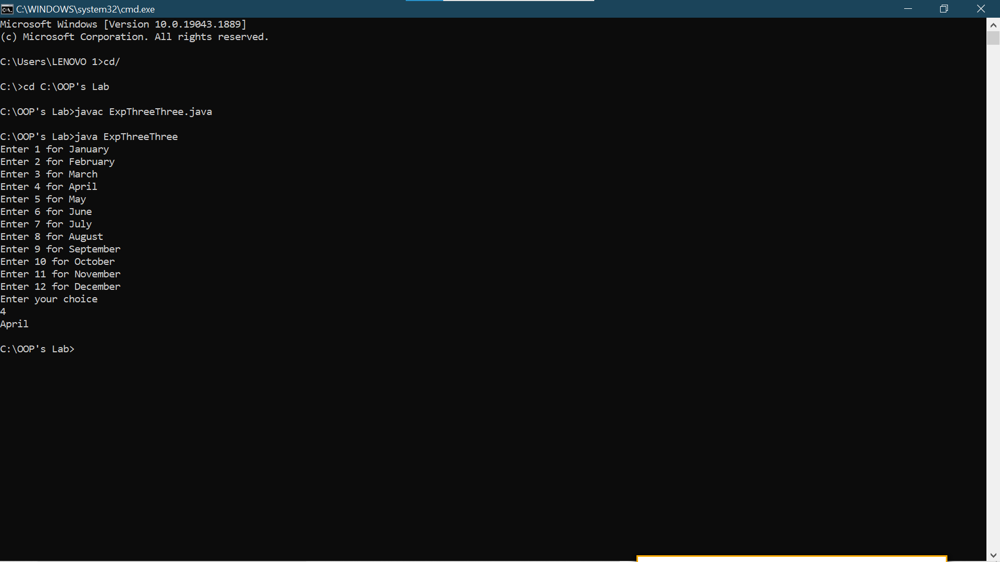 C:\WINDOWS\system32\cmd.exe
Microsoft Windows [Version 10.0.19043.1889]
(c) Microsoft Corporation. All rights reserved.
C:\Users\LENOVO 1>cd/
C:\>cd C:\OOP's Lab
C:\OOP's Lab>javac ExpThreeThree.java
C:\OOP's Lab>java ExpThreeThree
Enter 1 for January
Enter 2 for February
Enter 3 for March
Enter 4 for April
Enter 5 for May
Enter 6 for June
Enter 7 for July
Enter 8 for August
Enter 9 for September
Enter 10 for October
Enter 11 for November
Enter 12 for December
Enter your choice
4
April
C:\OOP's Lab>